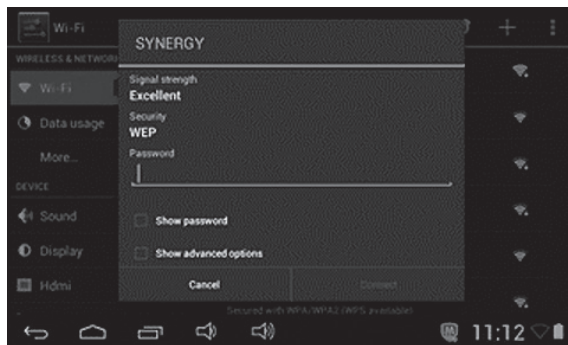 Wi-Fi
WIRELESS & NETWOR
Wi-Fi
Data usage
More...
DEVICE
Sound
Display
Hdmi
SYNERGY
Signal strength
Excellent
Security
WEP
Password
Show password
Show advanced options
Cancel
Connect
Secured with WPA/WPA2 (WPS available)
11:12